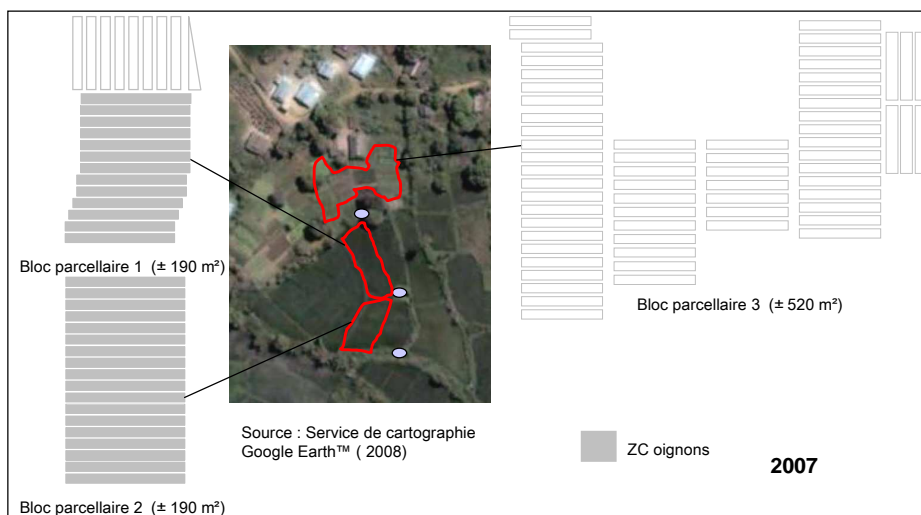 Bloc parcellaire 1 (± 190 m²)
Bloc parcellaire 3 (± 520 m²)
Source : Service de cartographie
Google Earth™ ( 2008)
ZC oignons
2007
Bloc parcellaire 2 (± 190 m²)